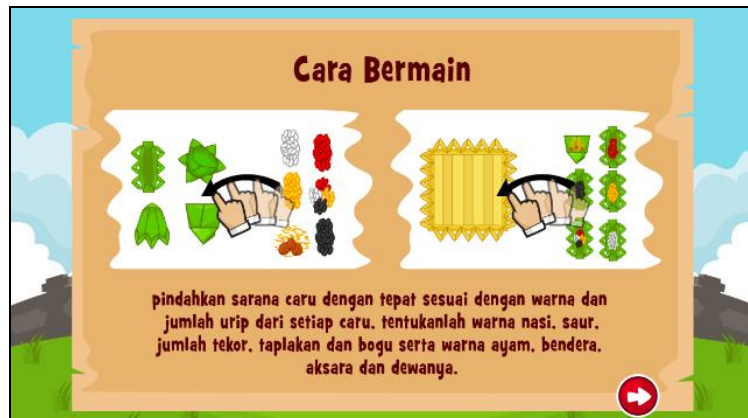 Cara Bermain
pindahkan sarana caru dengan tepat sesuai dengan warna dan
jumlah urip dari setiap caru, tentukanlah warna nasi, saur,
jumlah tekor, taplakan dan bogu serta warna ayam, bendera,
aksara dan dewanya.